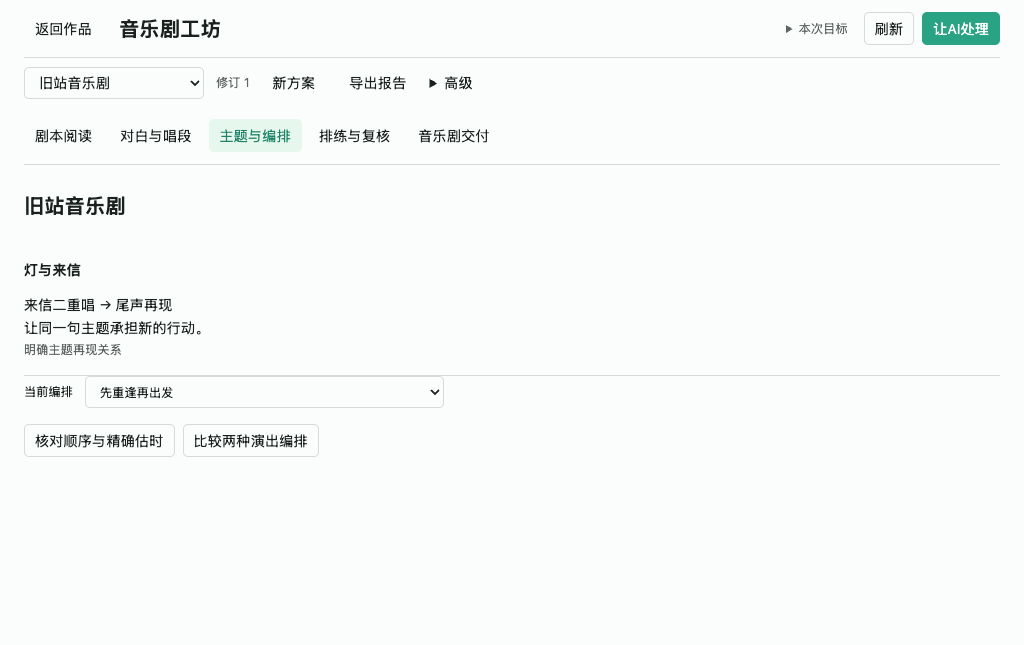 返回作品 音乐剧工坊 ▶ 本次目标 刷新 让AI处理
旧站音乐剧 修订 1 新方案 导出报告 ▶ 高级
剧本阅读 对白与唱段 主题与编排 排练与复核 音乐剧交付
旧站音乐剧
灯与来信
来信二重唱 → 尾声再现
让同一句主题承担新的行动。
明确主题再现关系
当前编排 先重逢再出发
核对顺序与精确估时 比较两种演出编排